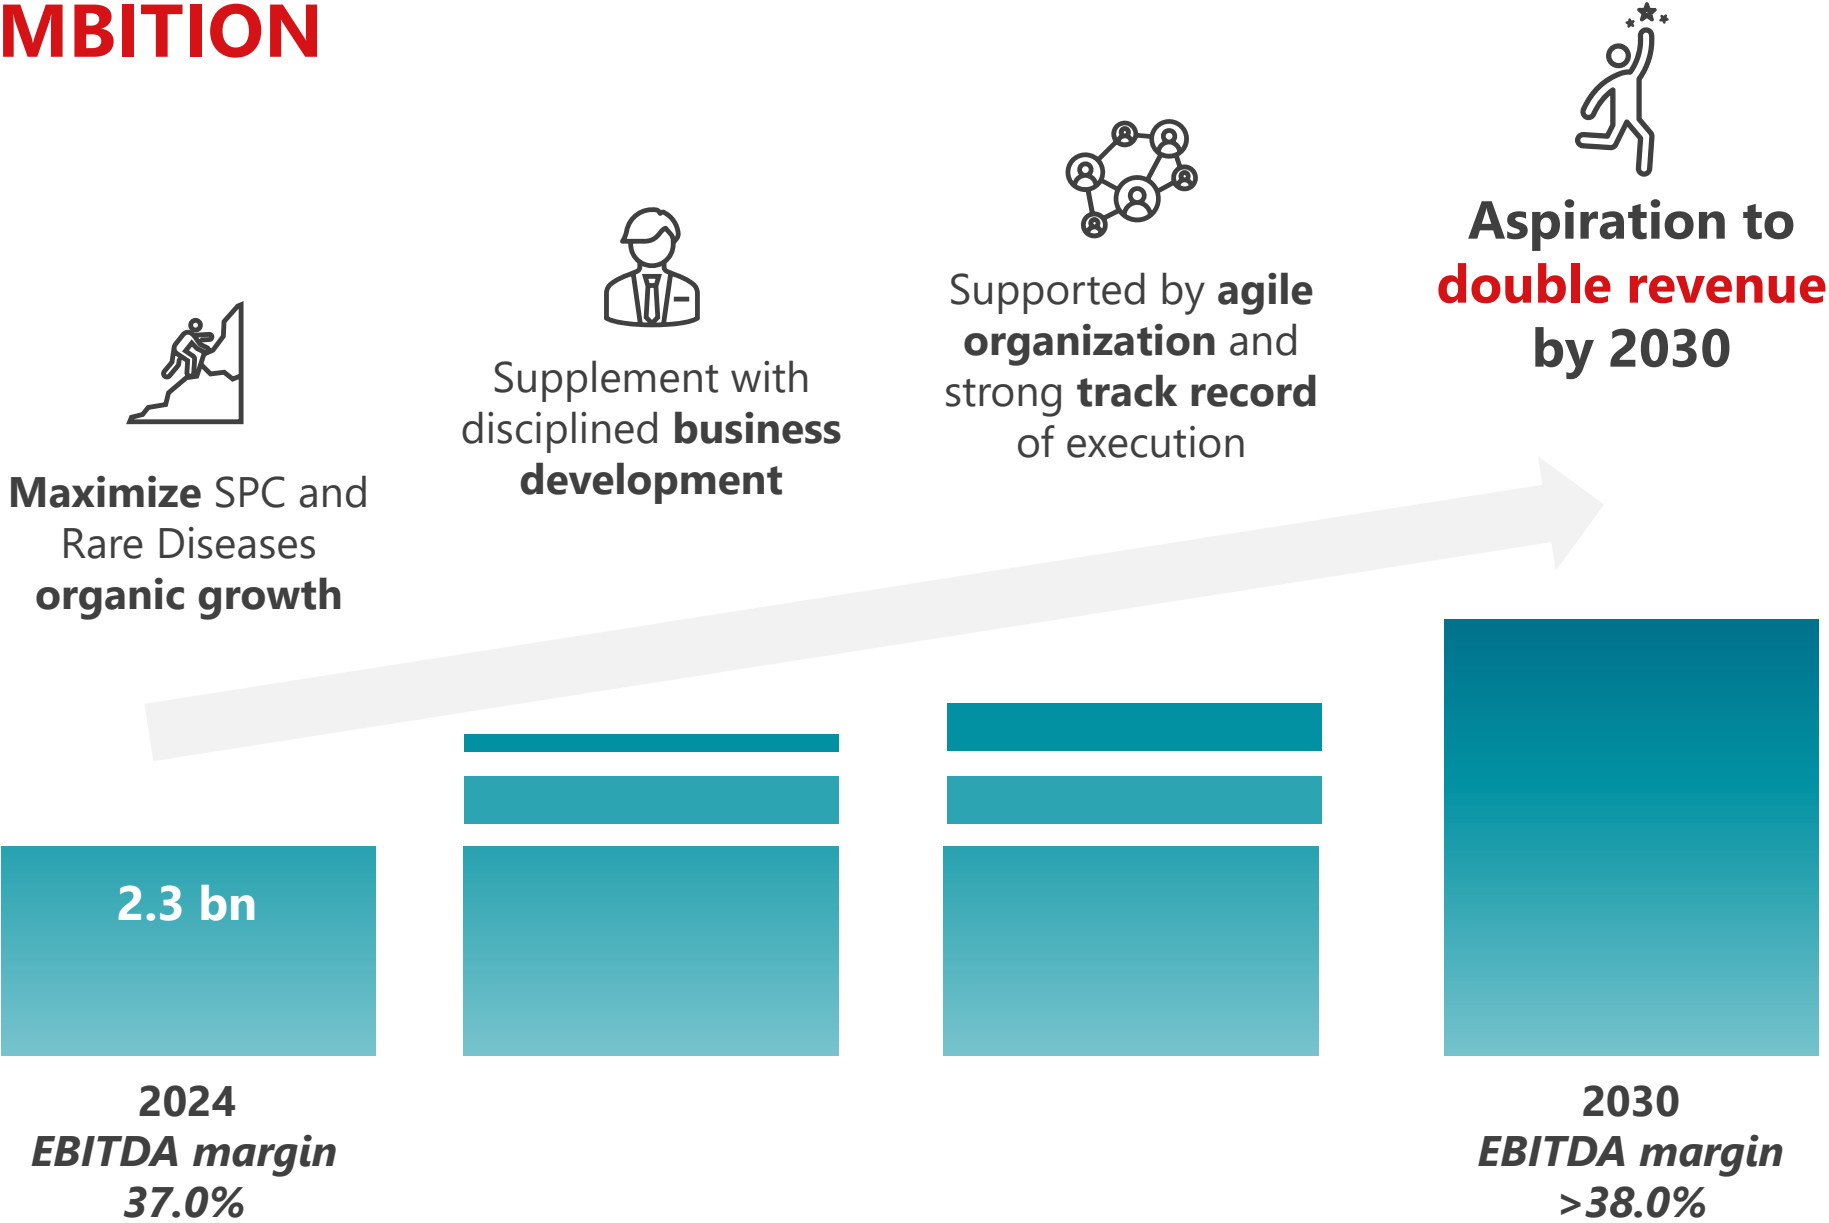 MBITION
Maximize SPC and
Rare Diseases
organic growth
Supplement with
disciplined business
development
Supported by agile
organization and
strong track record
of execution
Aspiration to
double revenue
by 2030
2.3 bn
2024
EBITDA margin
37.0%
2030
EBITDA margin
>38.0%